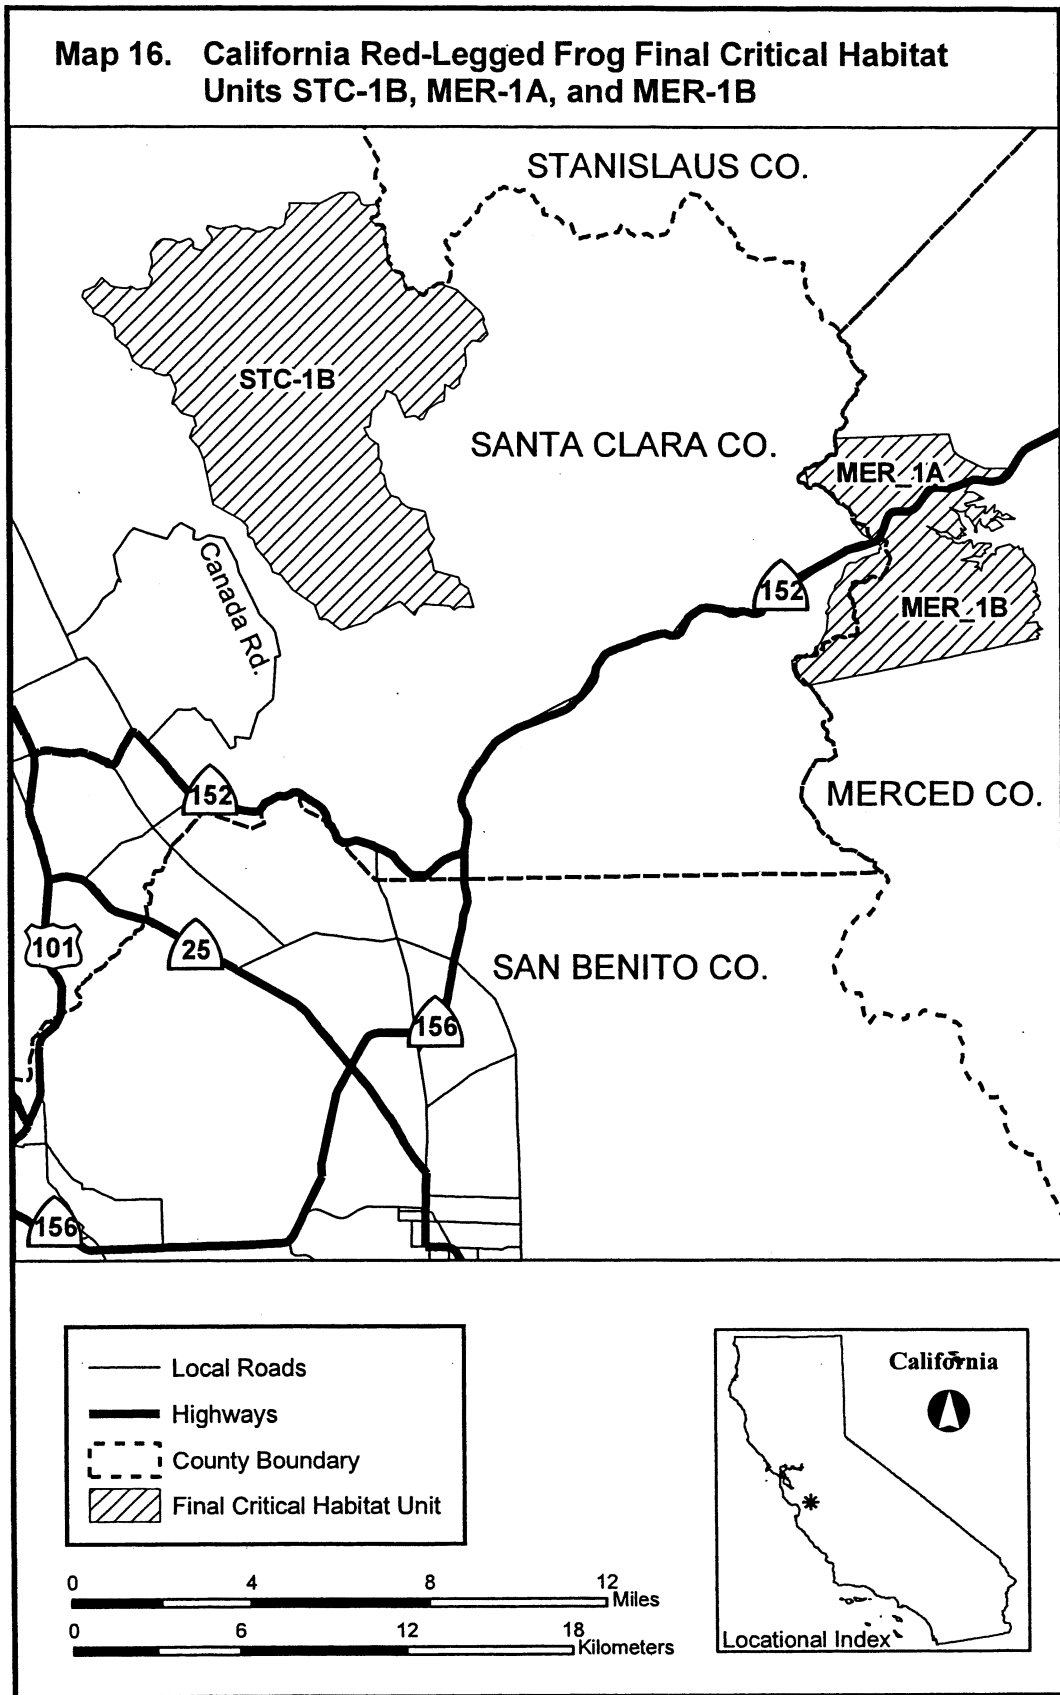 Map 16. California Red-Legged Frog Final Critical Habitat
Units STC-1B, MER-1A, and MER-1B
STANISLAUS CO.
STC-1B
SANTA CLARA CO.
MER_1A
Canada Rd.
152
MER_1B
152
MERCED CO.
101
25
SAN BENITO CO.
156
156
Local Roads
Highways
County Boundary
Final Critical Habitat Unit
0 4 8 12
Miles
0 6 12 18
Kilometers
California
Locational Index